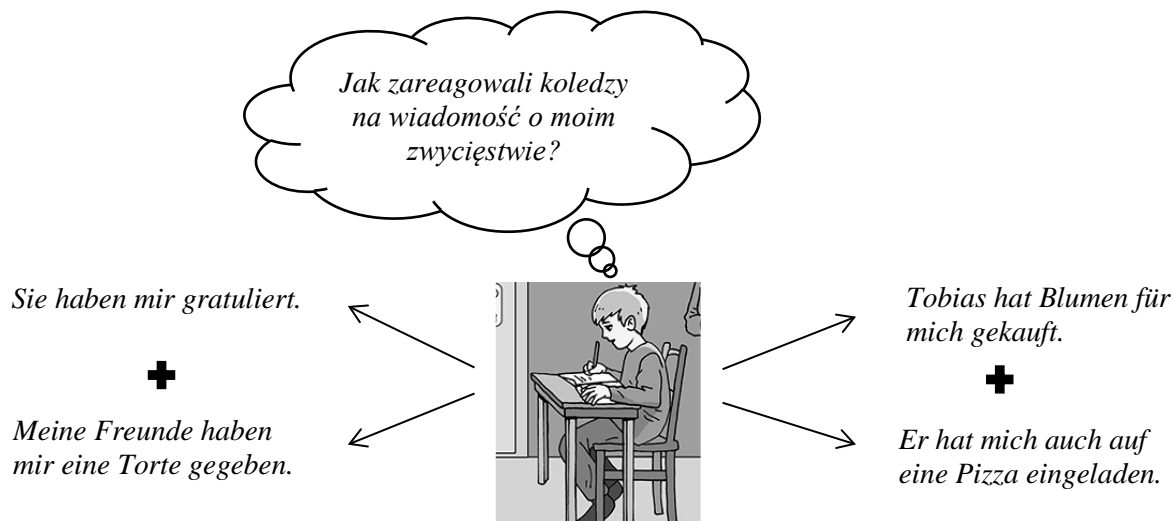 Jak zareagowali koledzy
na wiadomość o moim
zwycięstwie?
Sie haben mir gratuliert.
Meine Freunde haben
mir eine Torte gegeben.
Tobias hat Blumen für
mich gekauft.
Er hat mich auch auf
eine Pizza eingeladen.